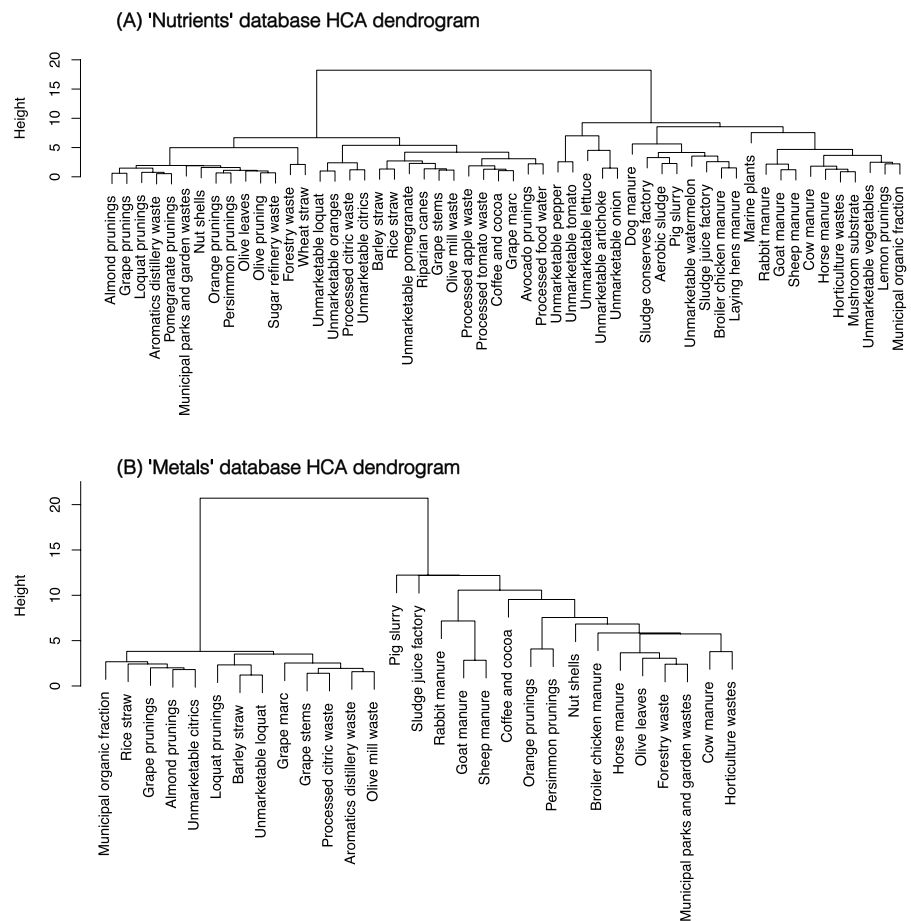 (A) 'Nutrients' database HCA dendrogram
Height
20
15
10
5
0
Almond prunings
Grape prunings
Loquat prunings
Aromatics distillery waste
Pomegranate prunings
Municipal parks and garden wastes
Nut shells
Orange prunings
Persimmon prunings
Olive leaves
Olive pruning
Sugar refinery waste
Forestry waste
Wheat straw
Unmarketable loquat
Unmarketable oranges
Processed citric waste
Unmarketable citrics
Barley straw
Rice straw
Unmarketable pomegranate
Riparian canes
Grape stems
Olive mill waste
Processed apple waste
Processed tomato waste
Coffee and cocoa
Grape marc
Avocado prunings
Processed food water
Unmarketable pepper
Unmarketable tomato
Unmarketable lettuce
Unmarketable artichoke
Unmarketable onion
Dog manure
Sludge conserves factory
Aerobic sludge
Pig slurry
Unmarketable watermelon
Sludge juice factory
Broiler chicken manure
Laying hens manure
Marine plants
Rabbit manure
Goat manure
Sheep manure
Cow manure
Horse manure
Horticulture wastes
Mushroom substrate
Unmarketable vegetables
Lemon prunings
Municipal organic fraction
(B) 'Metals' database HCA dendrogram
Height
20
15
10
5
0
Municipal organic fraction
Rice straw
Grape prunings
Almond prunings
Unmarketable citrics
Loquat prunings
Barley straw
Unmarketable loquat
Grape marc
Grape stems
Processed citric waste
Aromatics distillery waste
Olive mill waste
Pig slurry
Sludge juice factory
Rabbit manure
Goat manure
Sheep manure
Coffee and cocoa
Orange prunings
Persimmon prunings
Nut shells
Broiler chicken manure
Horse manure
Olive leaves
Forestry waste
Municipal parks and garden wastes
Cow manure
Horticulture wastes